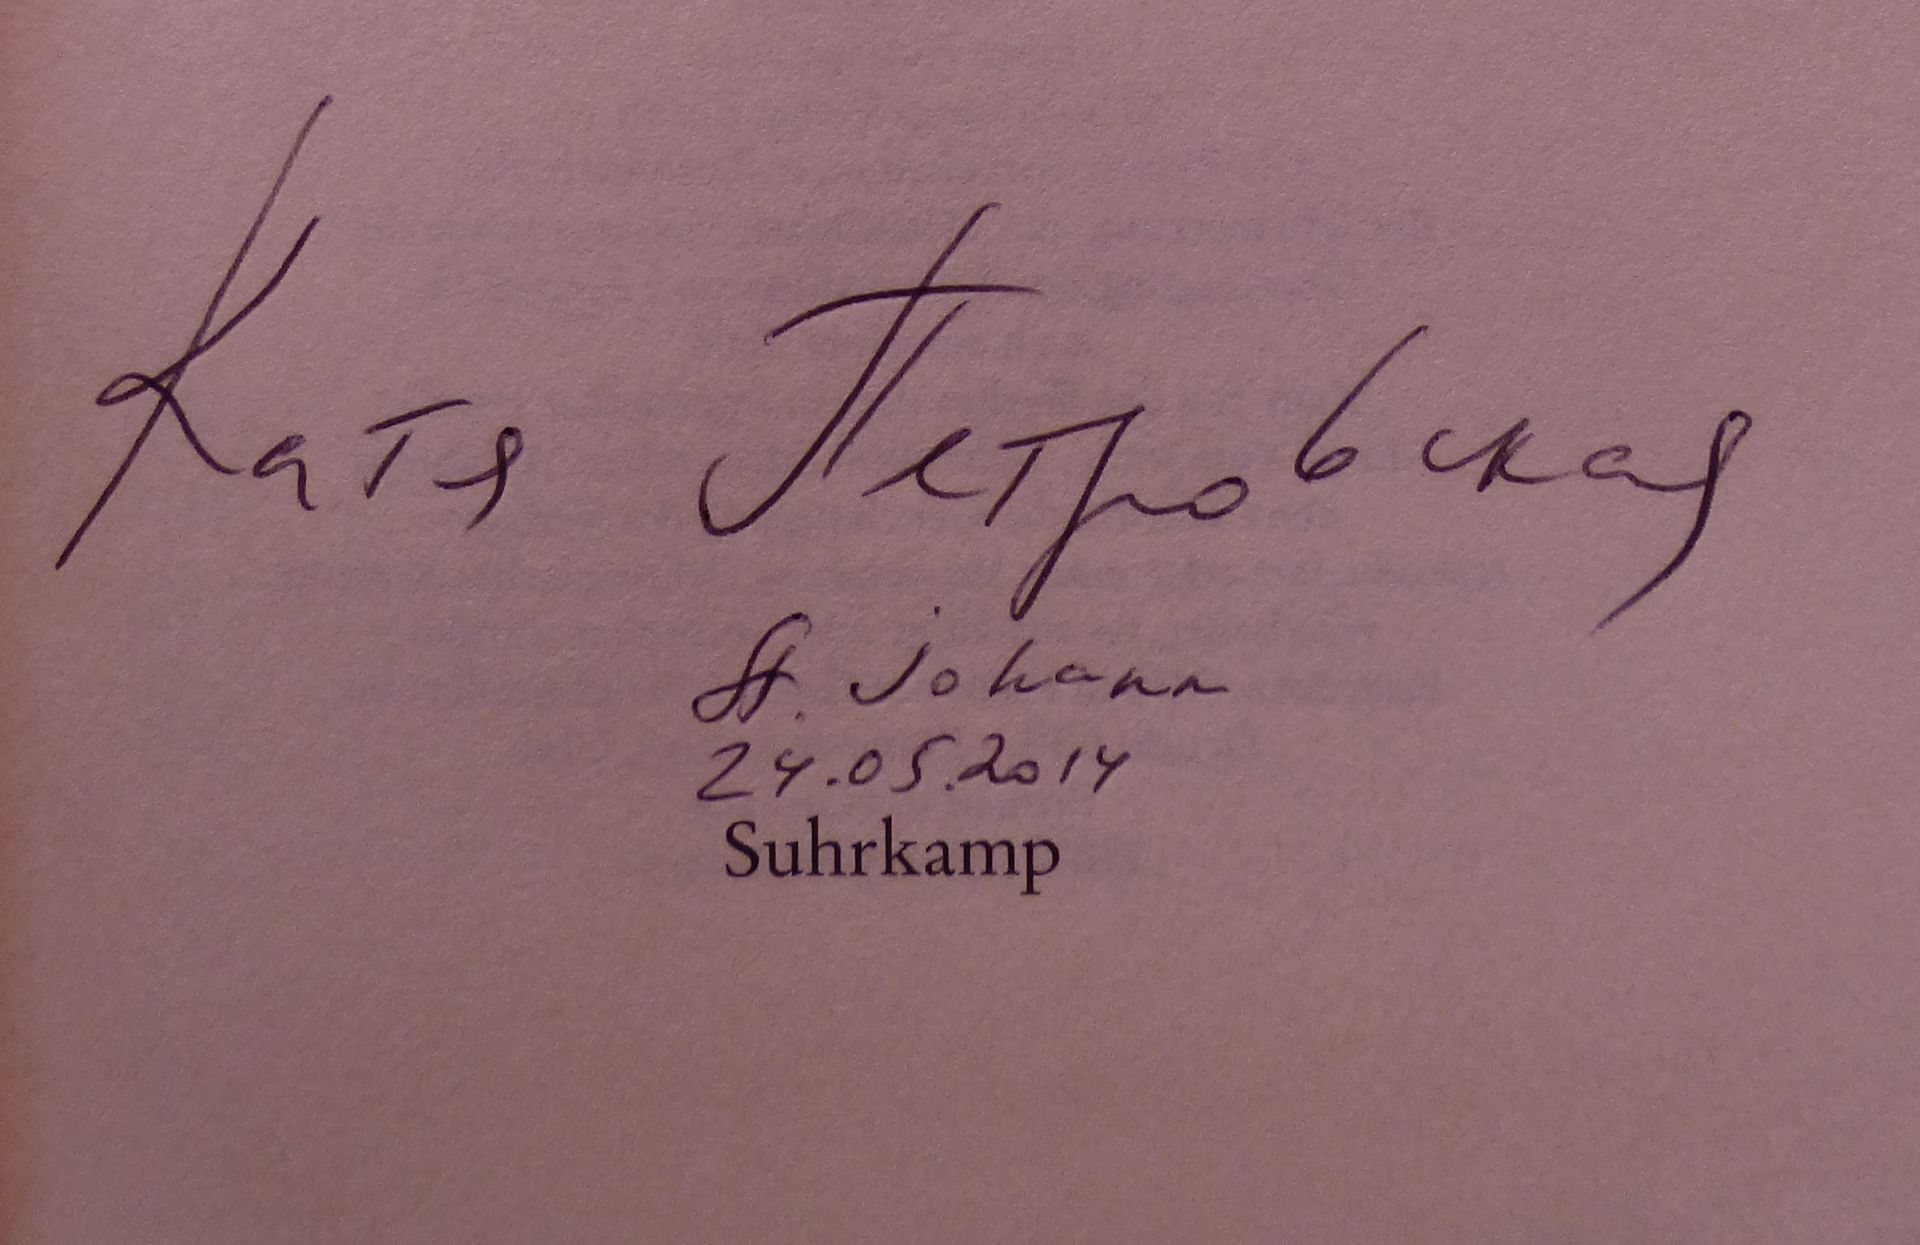 Катя Петровская
St. Johann
24.05.2014
Suhrkamp